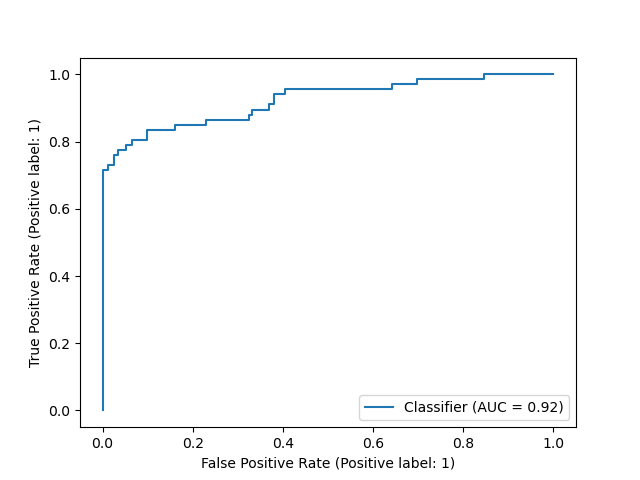 1.0
0.8
0.6
0.4
0.2
0.0
True Positive Rate (Positive label: 1)
Classifier (AUC = 0.92)
0.0 0.2 0.4 0.6 0.8 1.0
False Positive Rate (Positive label: 1)